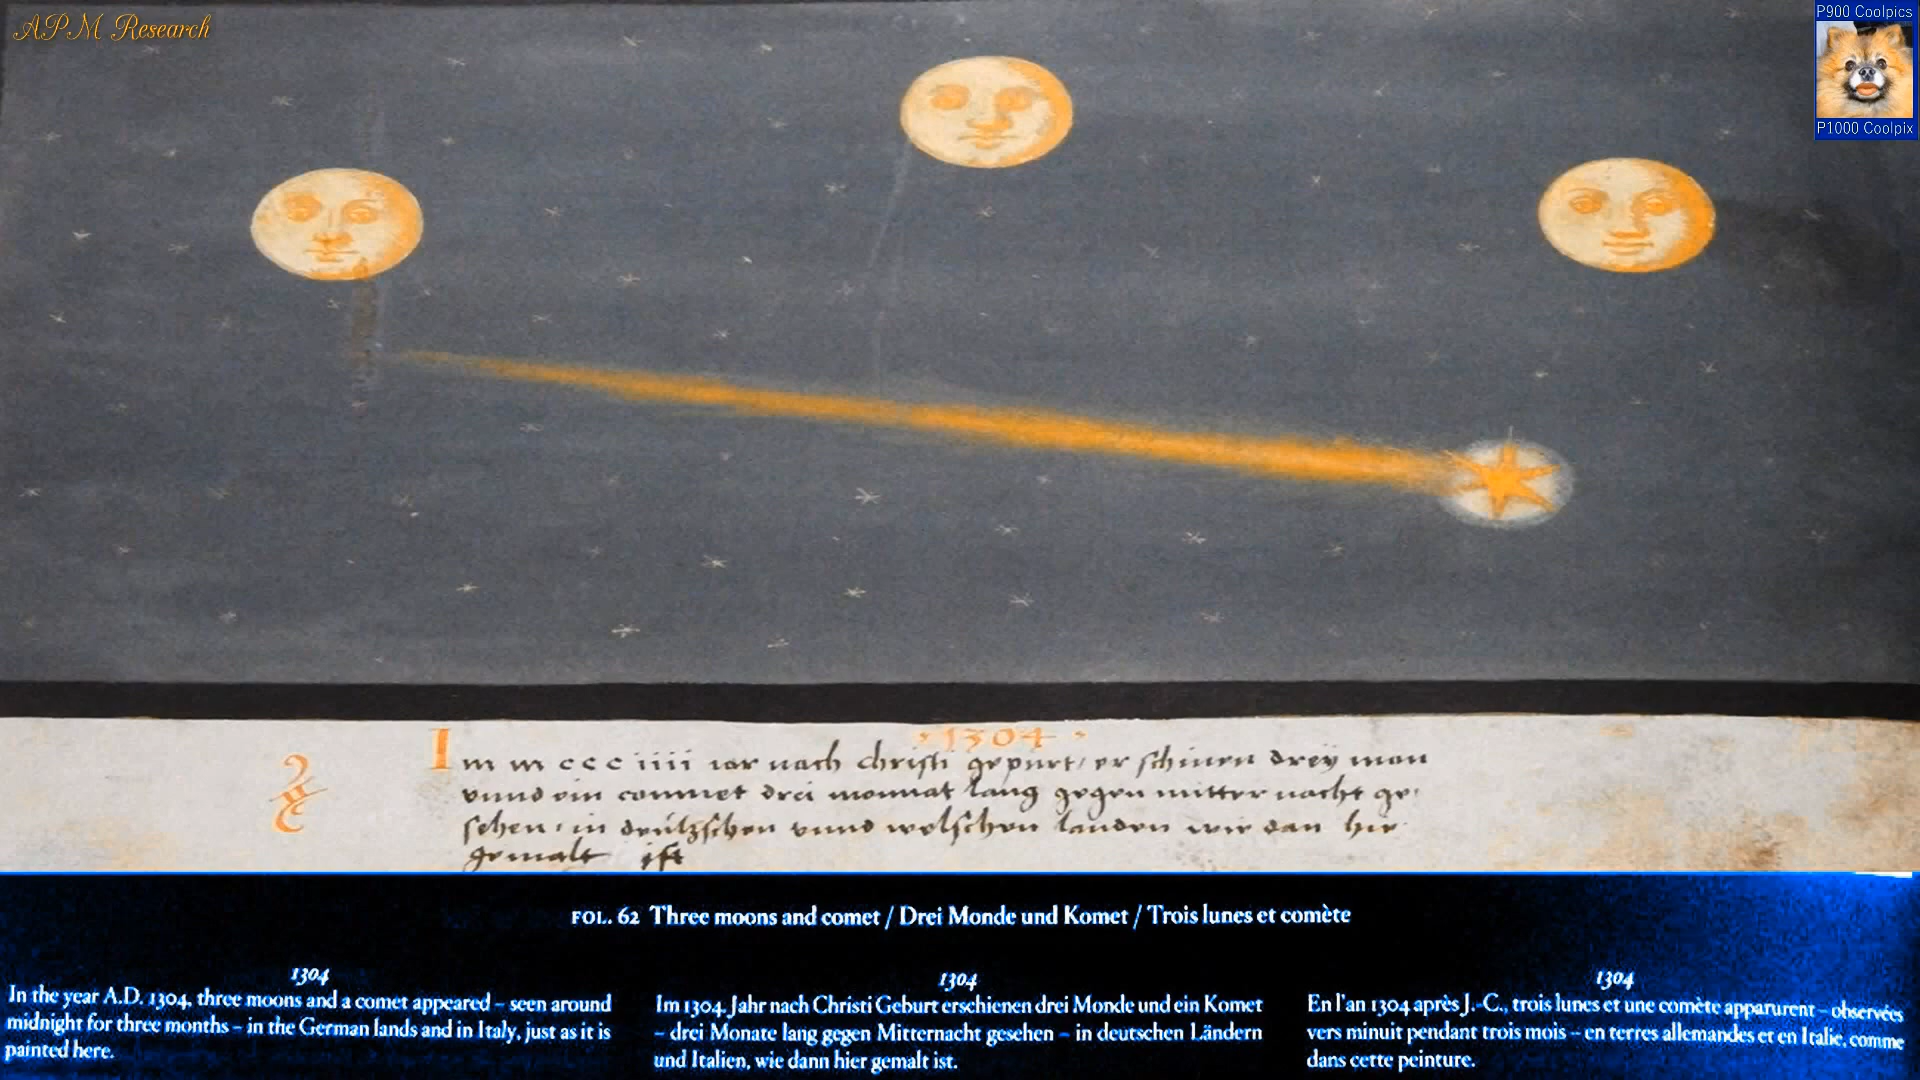 APM Research
P900 Coolpics
P1000 Coolpix
1304
Im m c c c iiii iar nach christi gepurt / er schinen drey mon
vnnd ein commet drei monnat lang gegen mitter nacht ge
sehen in deutzschen vnnd welschen landen wie dan hie
gemalt ist
FOL. 62 Three moons and comet / Drei Monde und Komet / Trois lunes et comète
1304
In the year A.D. 1304, three moons and a comet appeared – seen around
midnight for three months – in the German lands and in Italy, just as it is
painted here.
1304
Im 1304. Jahr nach Christi Geburt erschienen drei Monde und ein Komet
– drei Monate lang gegen Mitternacht gesehen – in deutschen Ländern
und Italien, wie dann hier gemalt ist.
1304
En l'an 1304 après J.-C., trois lunes et une comète apparurent – observées
vers minuit pendant trois mois – en terres allemandes et en Italie, comme
dans cette peinture.